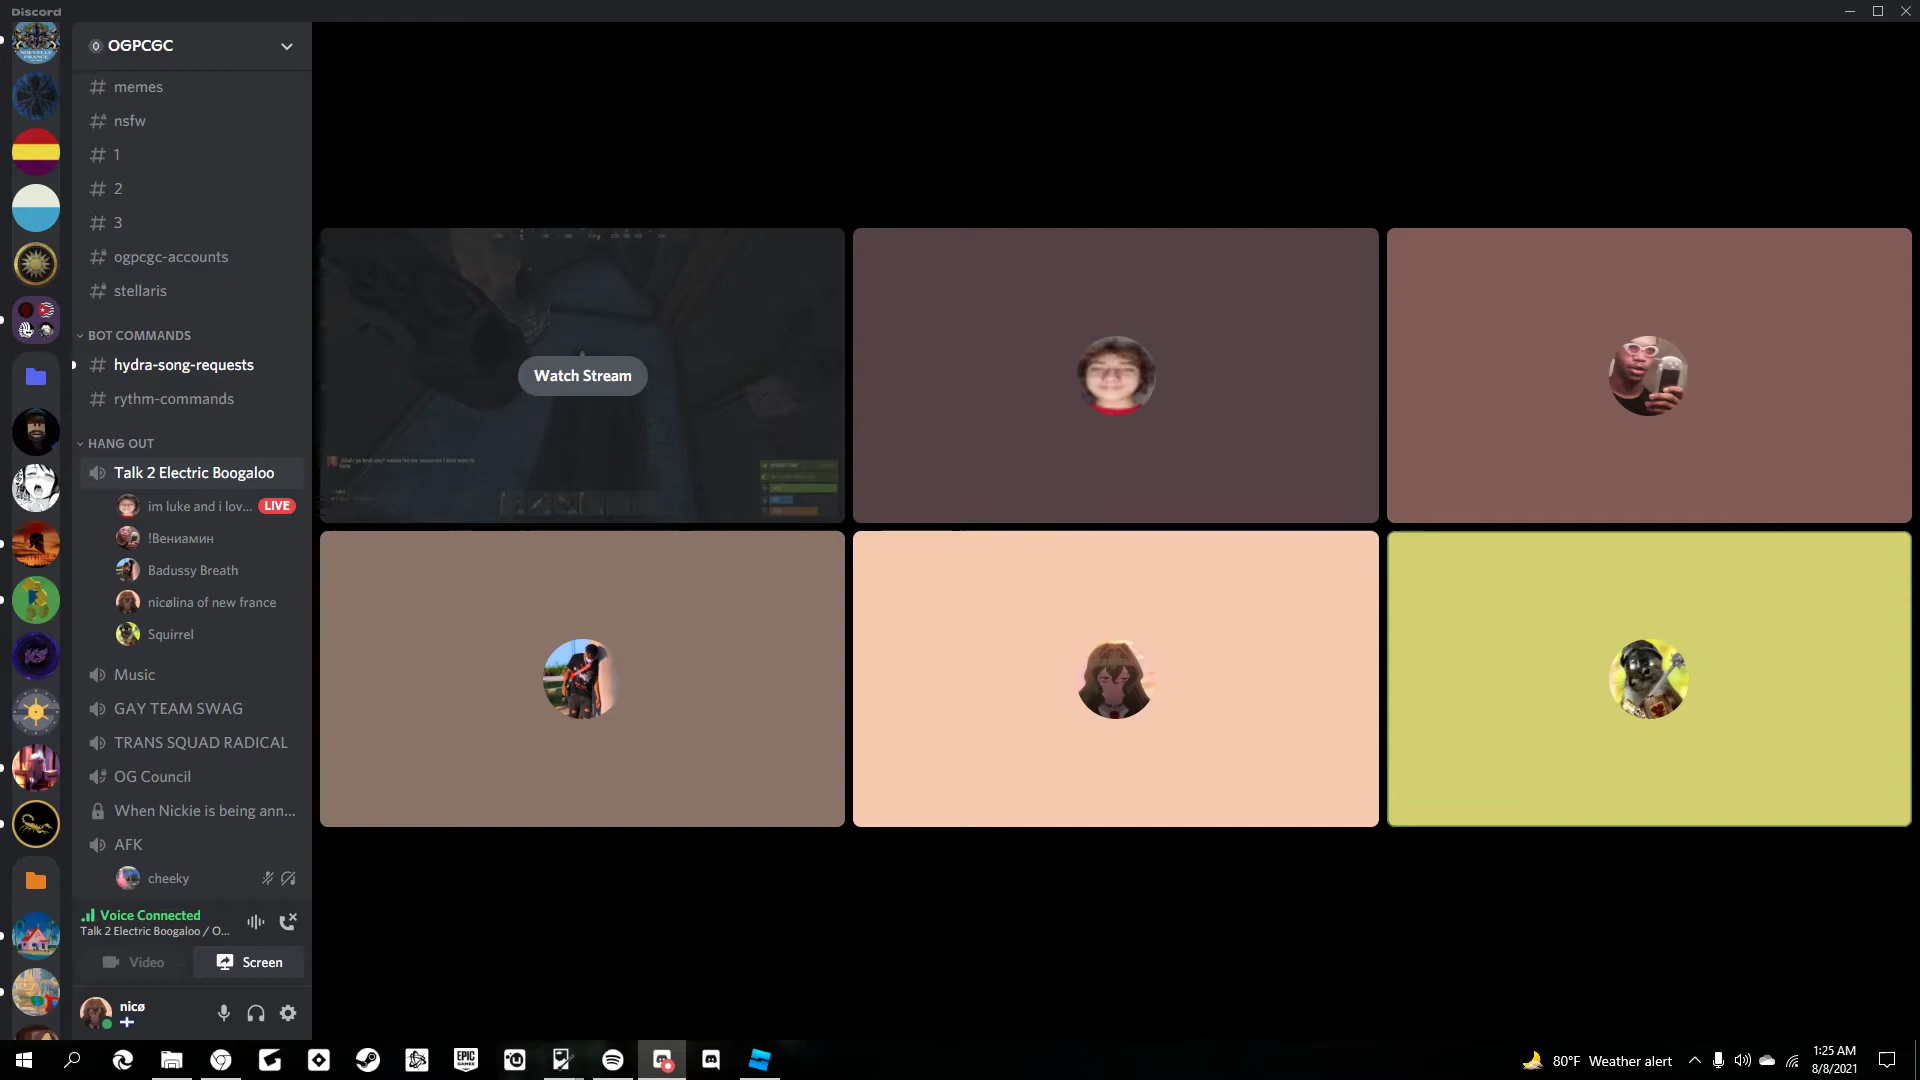 Discord
OGPCGC
memes
nsfw
1
2
3
ogpcgc-accounts
stellaris
BOT COMMANDS
hydra-song-requests
rythm-commands
HANG OUT
Talk 2 Electric Boogaloo
im luke and i lov...
LIVE
!Вениамин
Badussy Breath
nicølina of new france
Squirrel
Music
GAY TEAM SWAG
TRANS SQUAD RADICAL
OG Council
When Nickie is being ann...
AFK
cheeky
Voice Connected
Talk 2 Electric Boogaloo / O...
Video
Screen
nicø
Watch Stream
EPIC
GAMES
80°F Weather alert
1:25 AM
8/8/2021